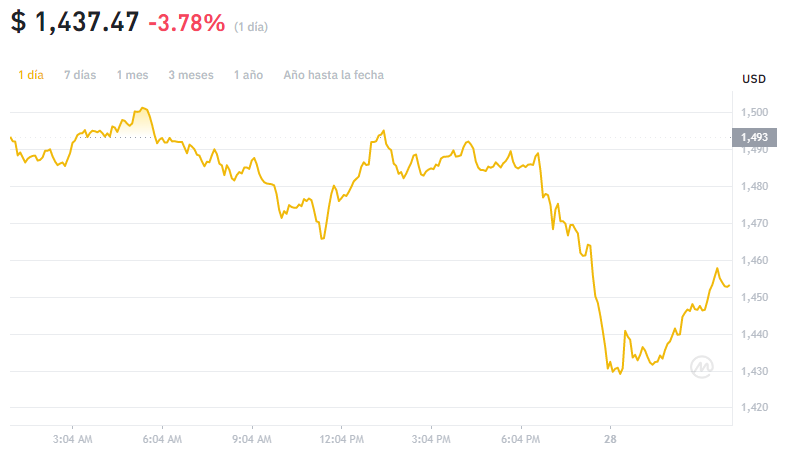 $ 1,437.47 -3.78% (1 día)
1 día 7 días 1 mes 3 meses 1 año Año hasta la fecha
USD
1,500
1,493
1,490
1,480
1,470
1,460
1,450
1,440
1,430
1,420
3:04 AM 6:04 AM 9:04 AM 12:04 PM 3:04 PM 6:04 PM 28